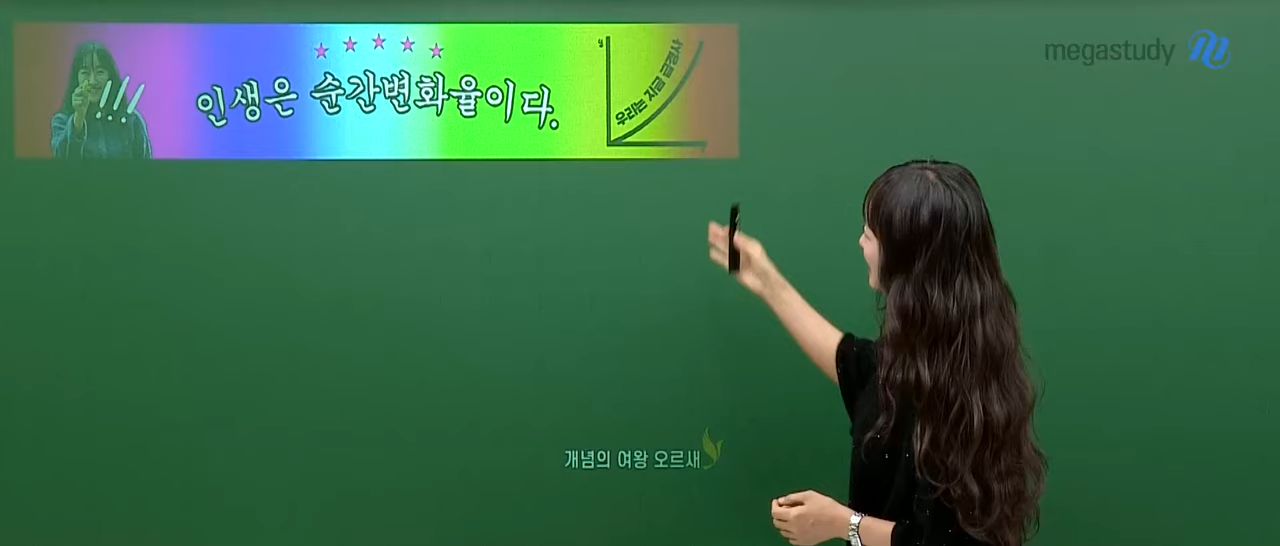 !!!
인생은 순간변화율이다.
y
우리는 지금 급경사
megastudy
개념의 여왕 오르새